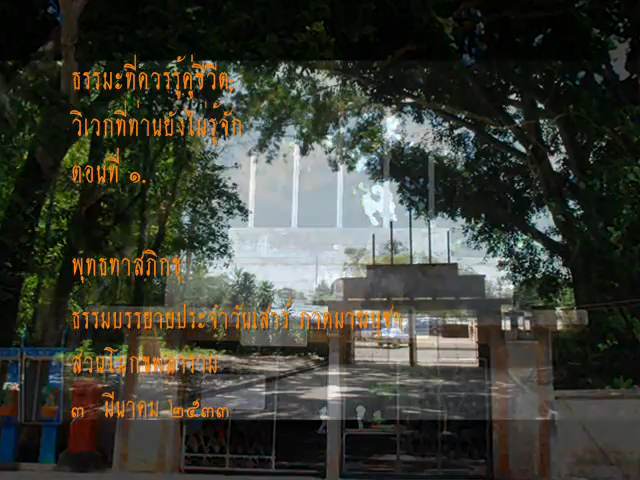 ธรรมะที่ควรรู้คู่ชีวิต,
วิเวกที่ท่านยังไม่รู้จัก
ตอนที่ ๑.
พุทธทาสภิกขุ
ธรรมบรรยายประจำวันเสาร์ ภาคมาฆบูชา
สวนโมกขพลาราม
๓ มีนาคม ๒๕๓๓